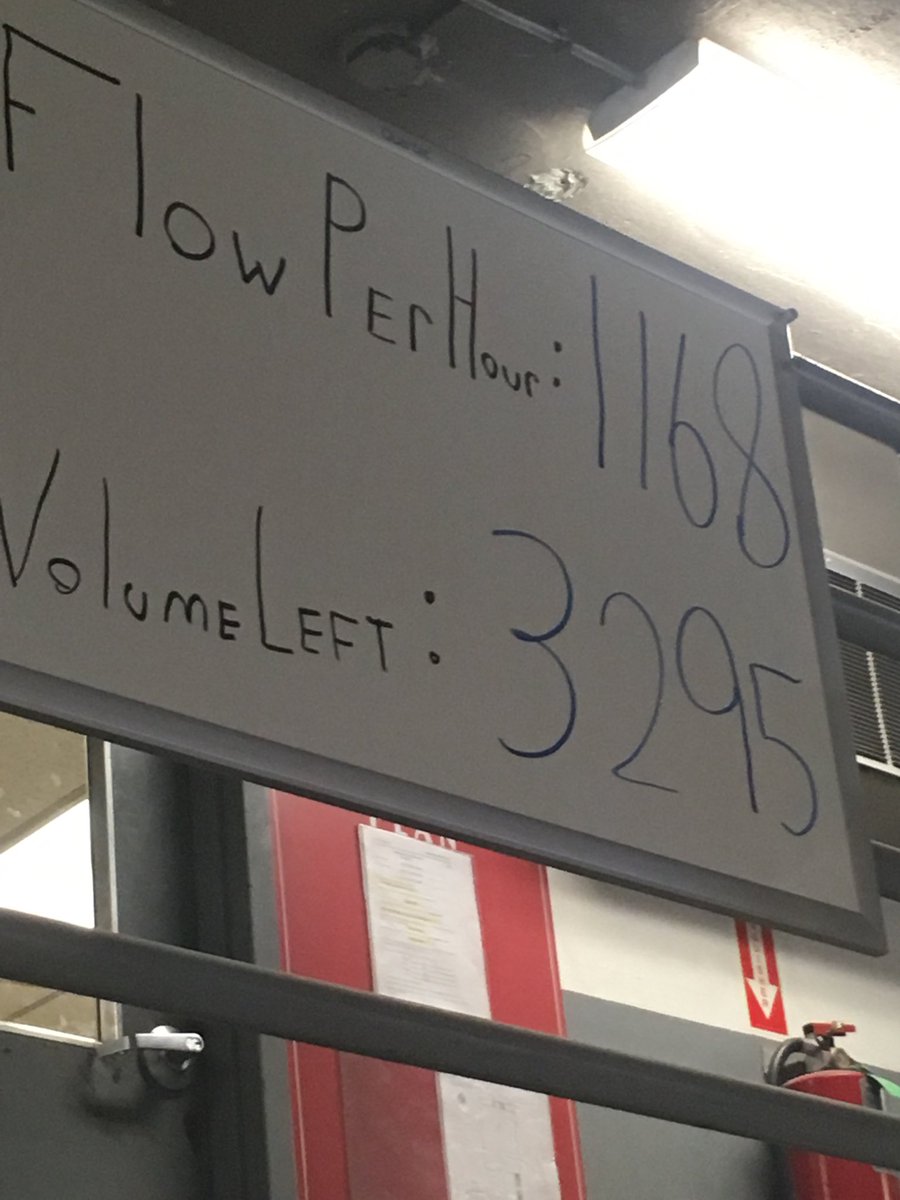 Flow Per Hour: 1168
Volume Left: 3295